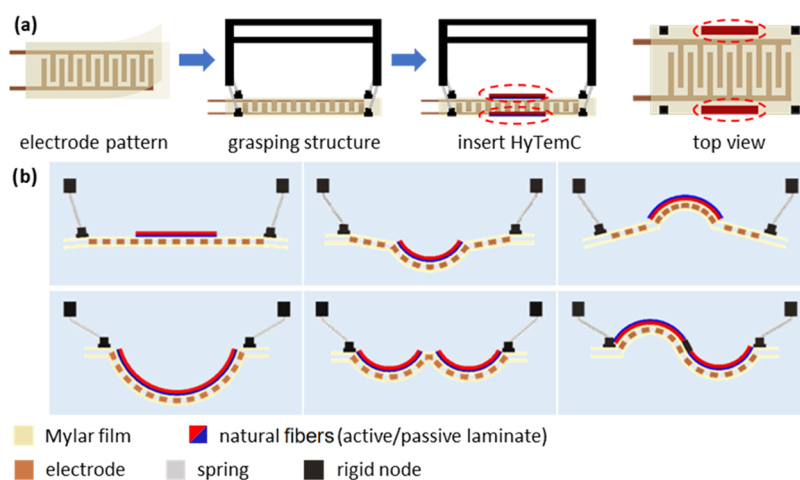 (a)
electrode pattern
grasping structure
insert HyTemC
top view
(b)
Mylar film
natural fibers (active/passive laminate)
electrode
spring
rigid node